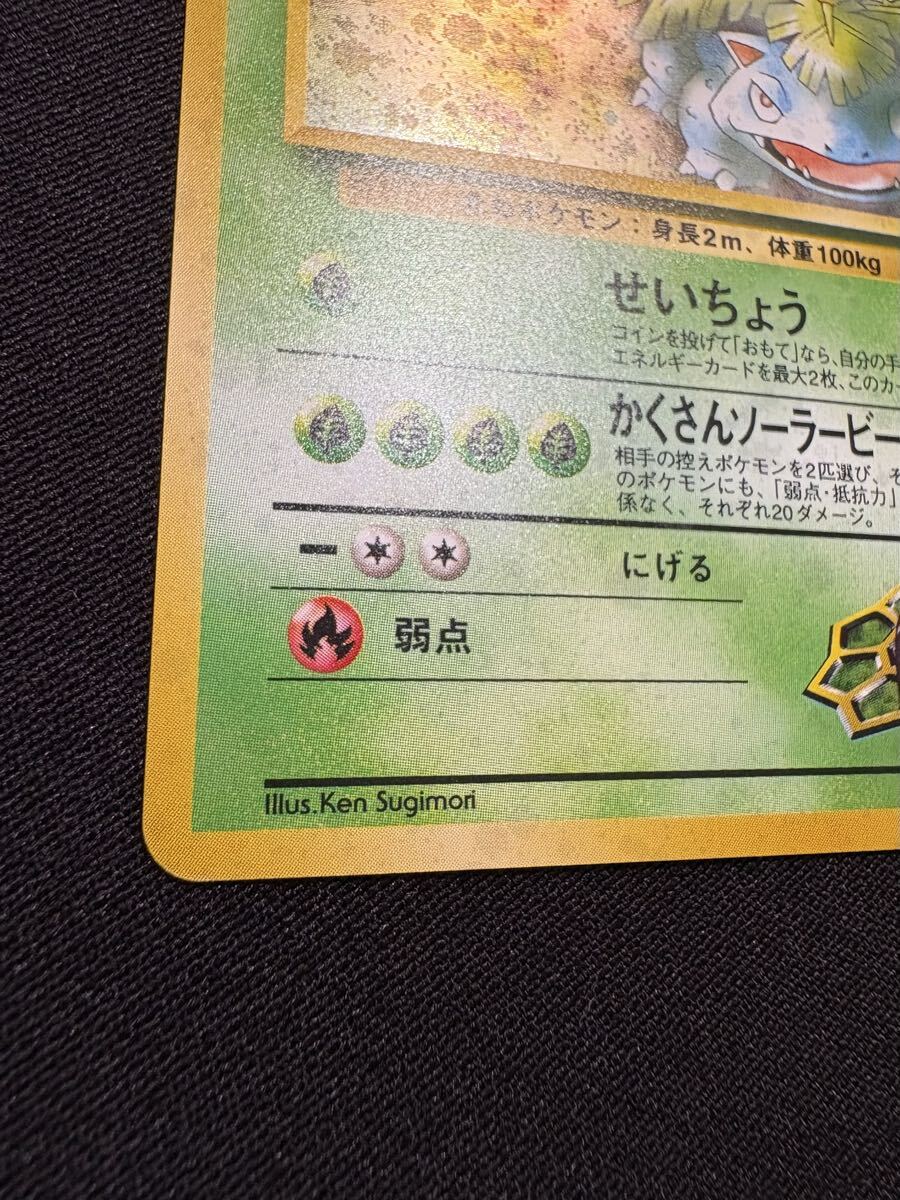 ポケモン：身長2m、体重100kg
せいちょう
コインを投げて「おもて」なら、自分の手
エネルギーカードを最大2枚、このカー
かくさんソーラービー
相手の控えポケモンを2匹選び、そ
のポケモンにも、「弱点・抵抗力」
係なく、それぞれ20ダメージ。
にげる
弱点
Illus.Ken Sugimori